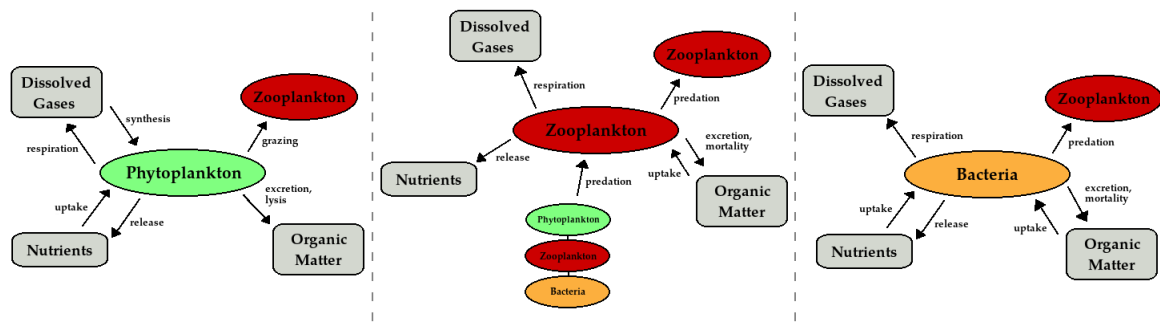 Dissolved
Gases
Zooplankton
synthesis
respiration
grazing
Phytoplankton
excretion,
lysis
uptake
release
Nutrients
Organic
Matter
Dissolved
Gases
Zooplankton
respiration
predation
Zooplankton
excretion,
mortality
release
uptake
Nutrients
predation
Organic
Matter
Phytoplankton
Zooplankton
Bacteria
Dissolved
Gases
Zooplankton
respiration
predation
Bacteria
excretion,
mortality
uptake
release
uptake
Nutrients
Organic
Matter